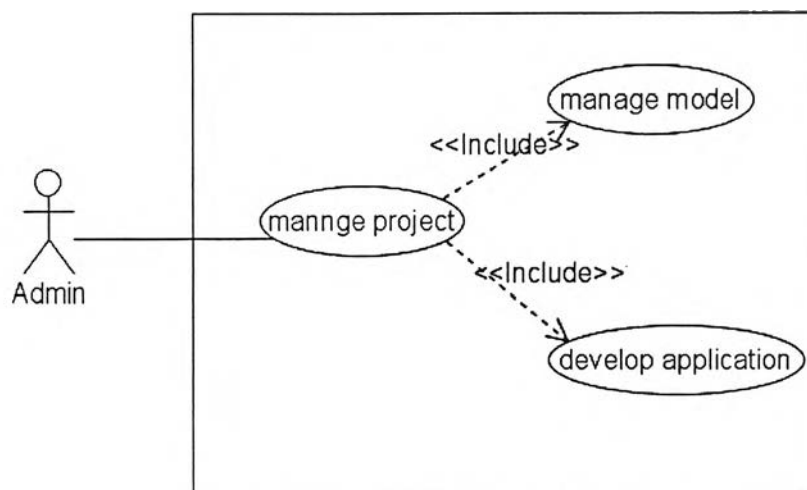 manage model
<<Include>>
mannge project
<<Include>>
Admin
develop application